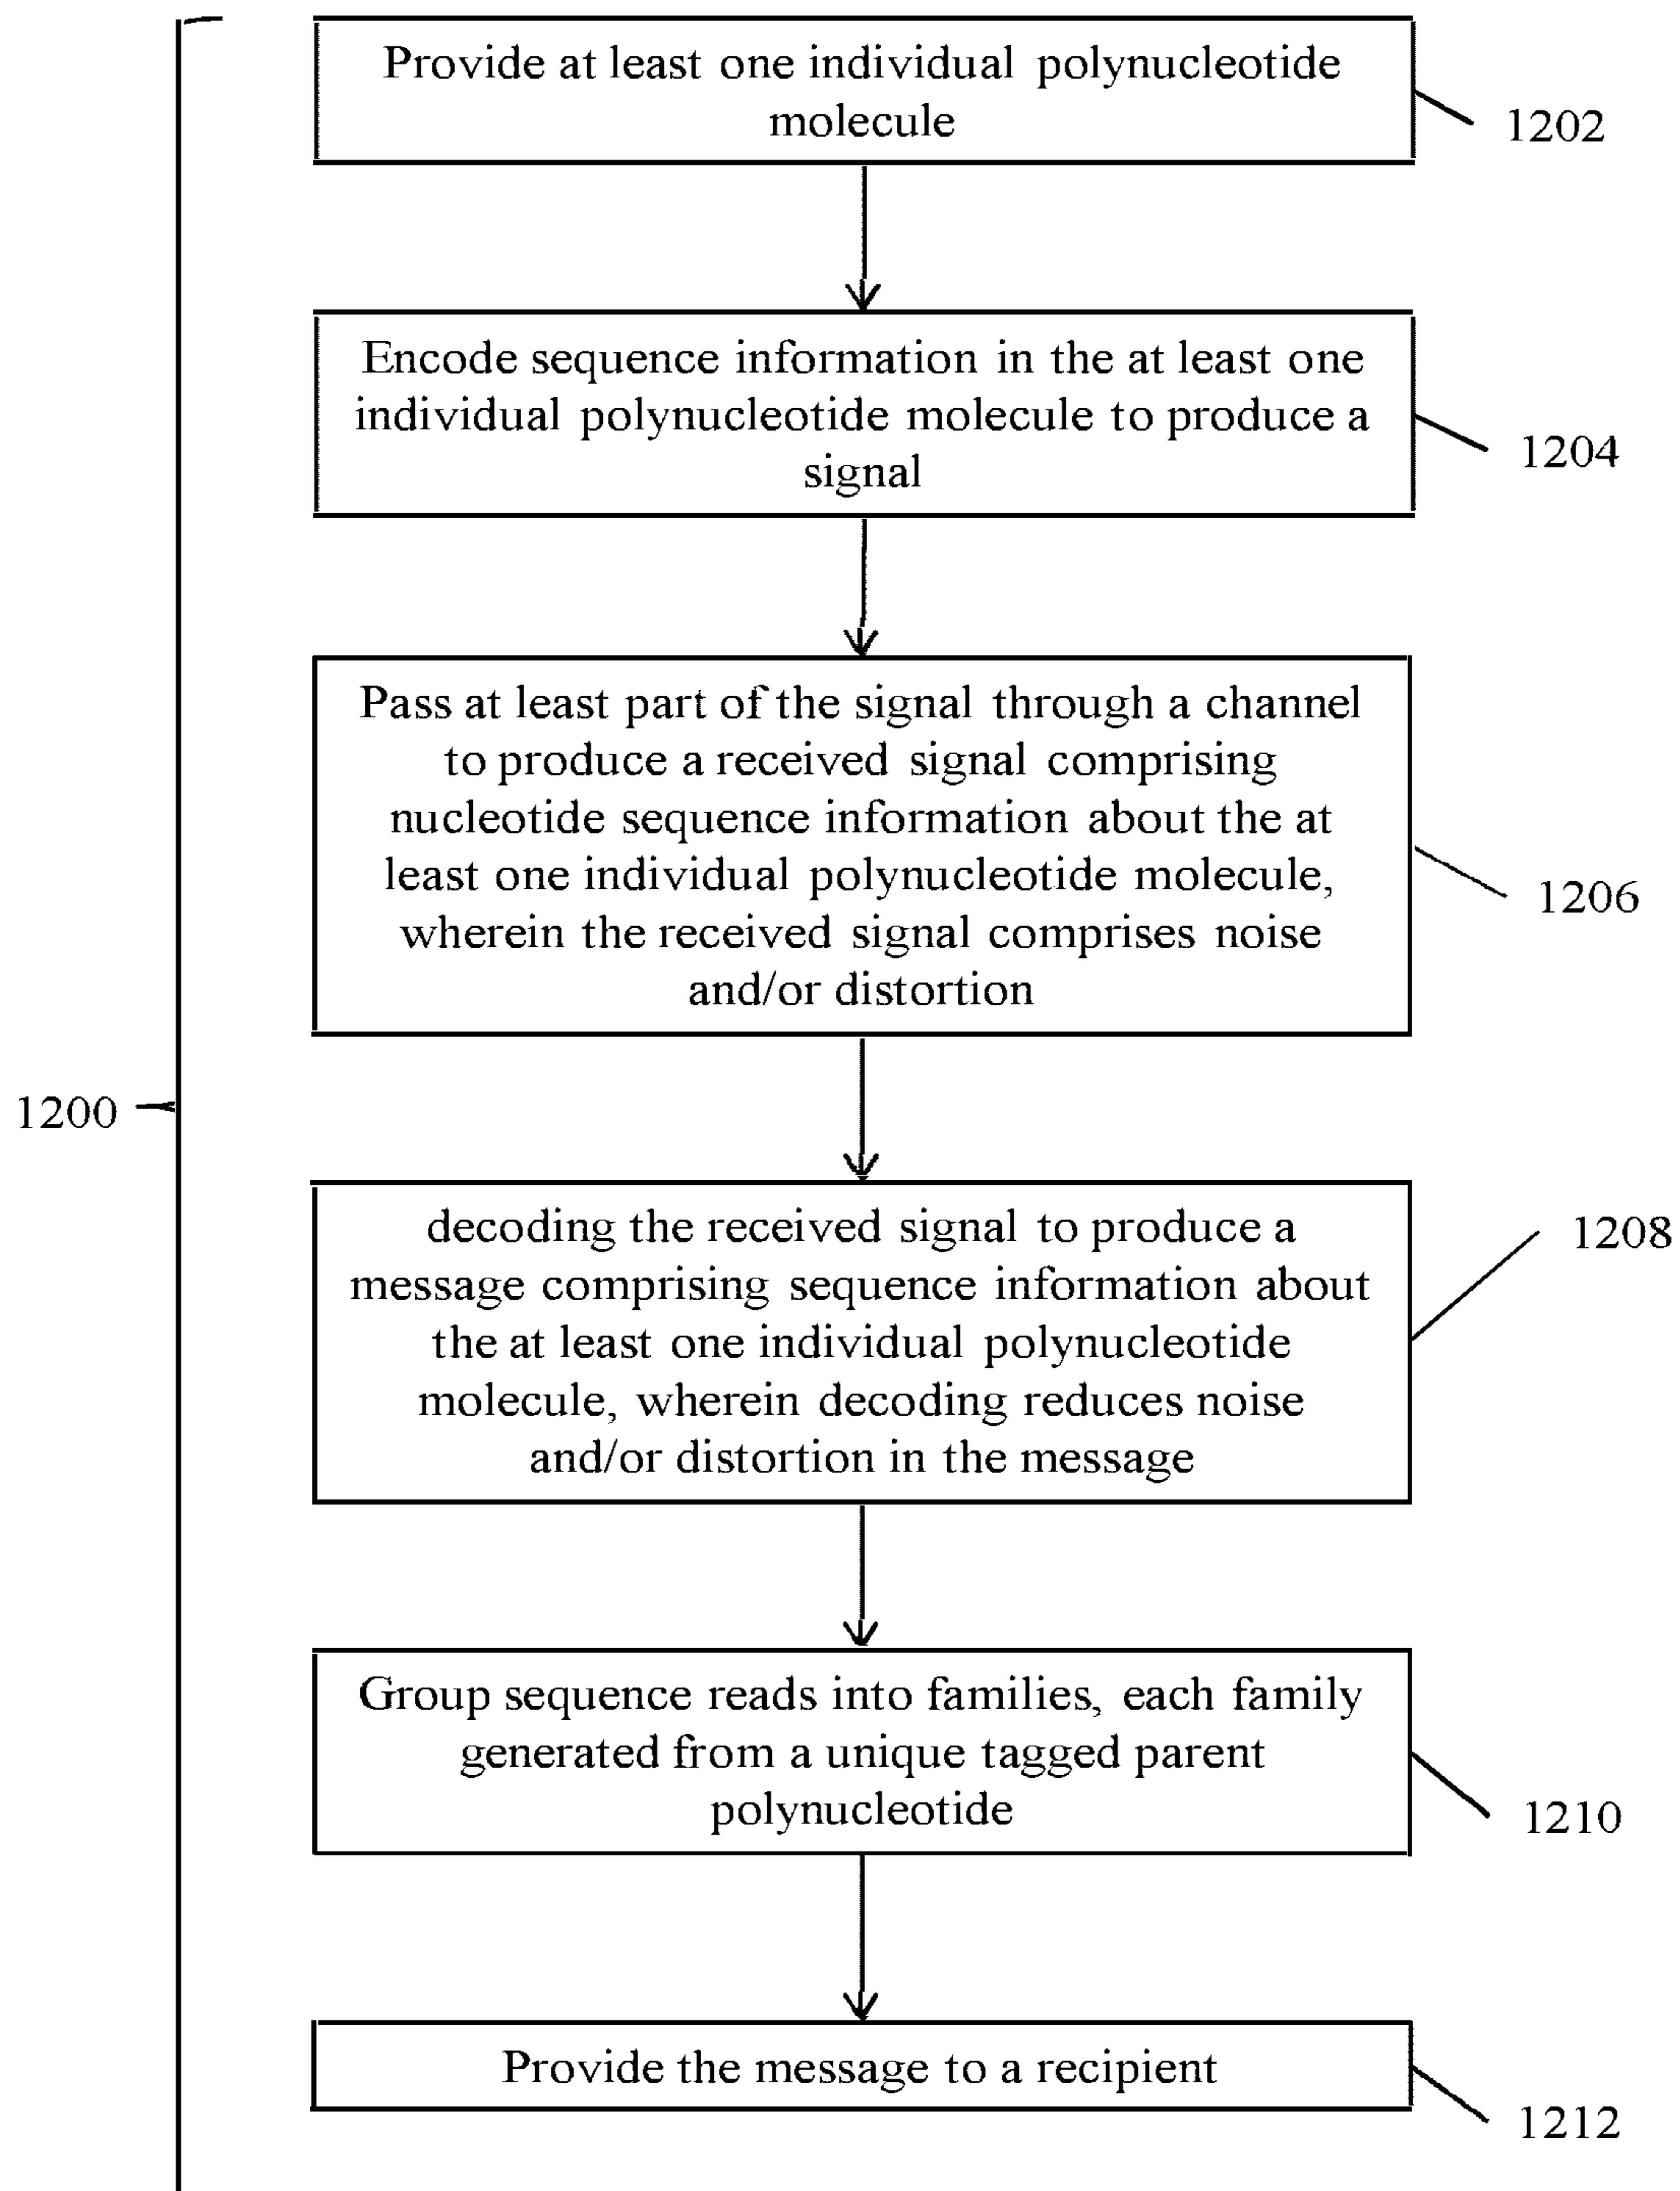 Provide at least one individual polynucleotide
molecule
1202
Encode sequence information in the at least one
individual polynucleotide molecule to produce a
signal
1204
Pass at least part of the signal through a channel
to produce a received signal comprising
nucleotide sequence information about the at
least one individual polynucleotide molecule,
wherein the received signal comprises noise
and/or distortion
1206
1200
decoding the received signal to produce a
message comprising sequence information about
the at least one individual polynucleotide
molecule, wherein decoding reduces noise
and/or distortion in the message
1208
Group sequence reads into families, each family
generated from a unique tagged parent
polynucleotide
1210
Provide the message to a recipient
1212